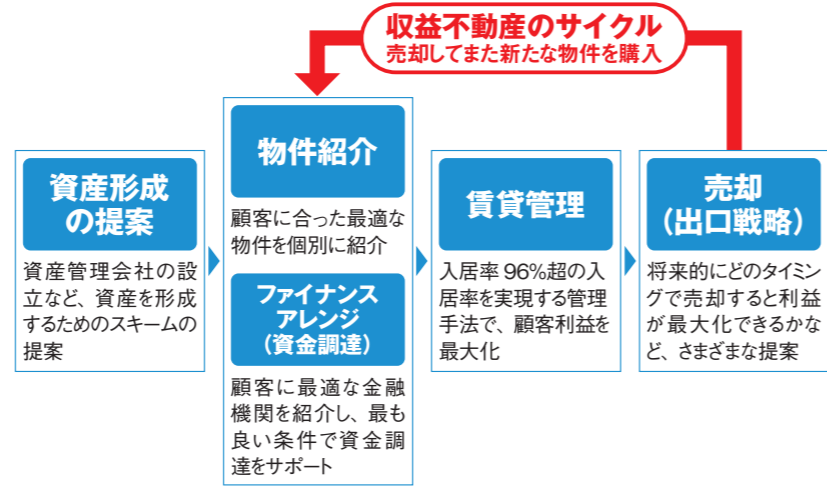 収益不動産のサイクル
売却してまた新たな物件を購入
資産形成
の提案
資産管理会社の設
立など、資産を形成
するためのスキームの
提案
物件紹介
顧客に合った最適な
物件を個別に紹介
ファイナンス
アレンジ
（資金調達）
顧客に最適な金融
機関を紹介し、最も
良い条件で資金調
達をサポート
賃貸管理
入居率96%超の入
居率を実現する管理
手法で、顧客利益を
最大化
売却
（出口戦略）
将来的にどのタイミン
グで売却すると利益
が最大化できるかな
ど、さまざまな提案